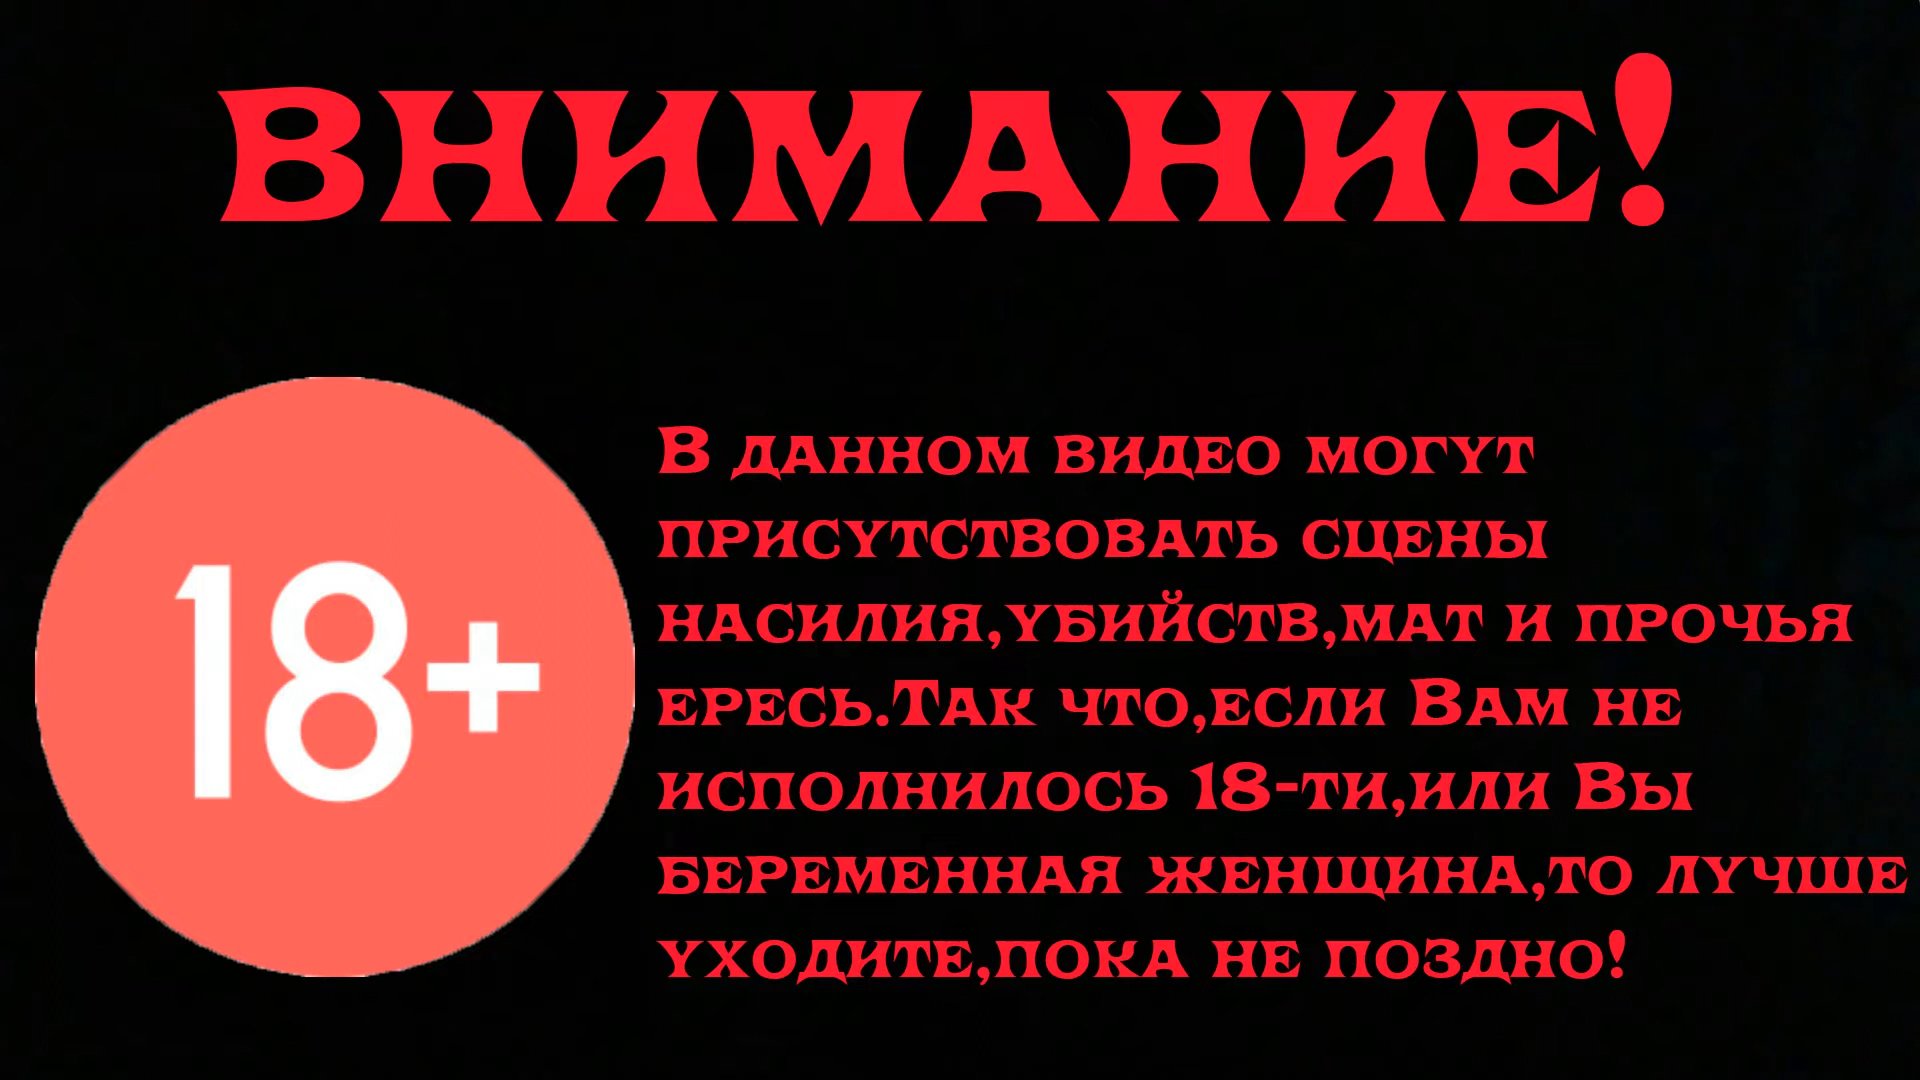 ВНИМАНИЕ!
18+
В данном видео могут
присутствовать сцены
насилия,убийств,мат и прочья
ересь.Так что,если Вам не
исполнилось 18-ти,или Вы
беременная женщина,то лучше
уходите,пока не поздно!